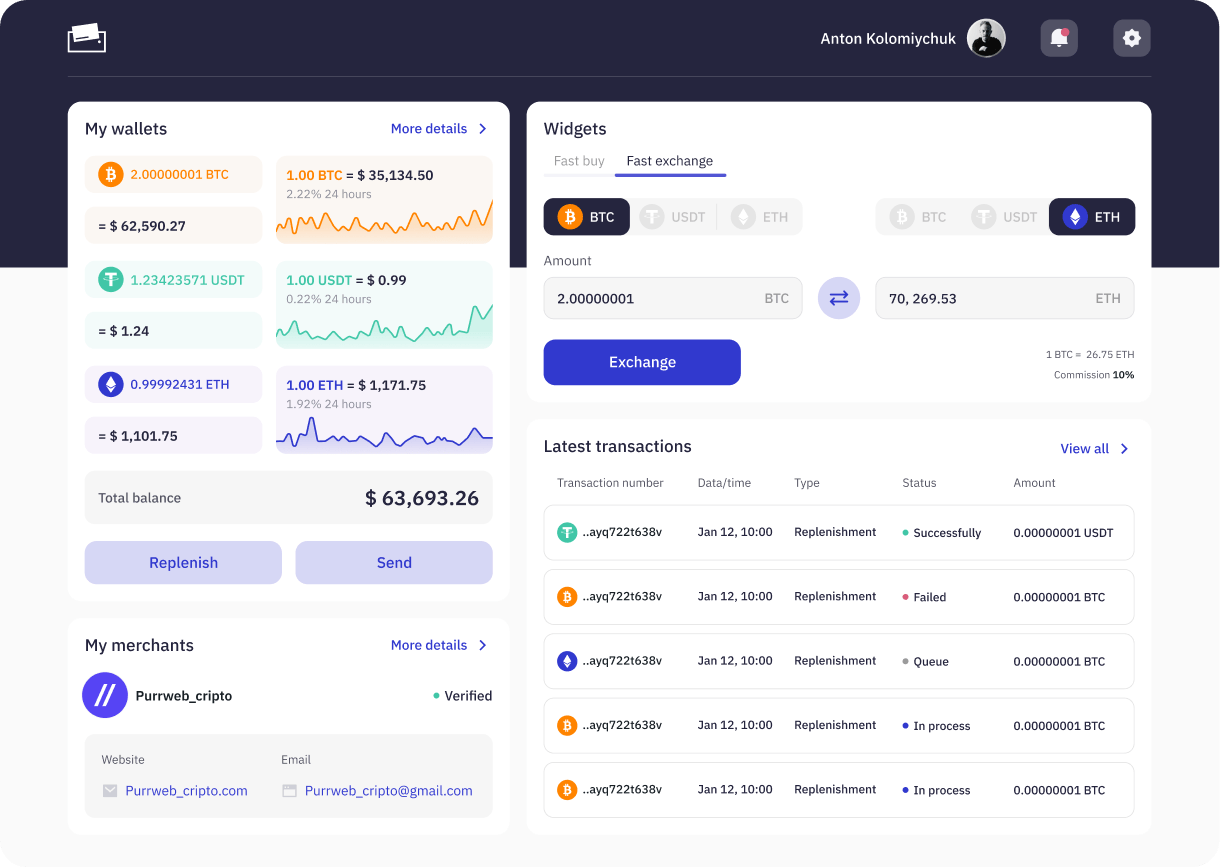 Anton Kolomiychuk
My wallets
More details
2.00000001 BTC
= $ 62,590.27
1.00 BTC = $ 35,134.50
2.22% 24 hours
1.23423571 USDT
= $ 1.24
1.00 USDT = $ 0.99
0.22% 24 hours
0.99992431 ETH
= $ 1,101.75
1.00 ETH = $ 1,171.75
1.92% 24 hours
Total balance
$ 63,693.26
Replenish
Send
My merchants
More details
Purrweb_cripto
Verified
Website
Email
Purrweb_cripto.com
Purrweb_cripto@gmail.com
Widgets
Fast buy
Fast exchange
BTC
USDT
ETH
BTC
USDT
ETH
Amount
2.00000001 BTC
70, 269.53 ETH
Exchange
1 BTC = 26.75 ETH
Commission 10%
Latest transactions
View all
Transaction number Data/time Type Status Amount
..ayq722t638v Jan 12, 10:00 Replenishment Successfully 0.00000001 USDT
..ayq722t638v Jan 12, 10:00 Replenishment Failed 0.00000001 BTC
..ayq722t638v Jan 12, 10:00 Replenishment Queue 0.00000001 BTC
..ayq722t638v Jan 12, 10:00 Replenishment In process 0.00000001 BTC
..ayq722t638v Jan 12, 10:00 Replenishment In process 0.00000001 BTC